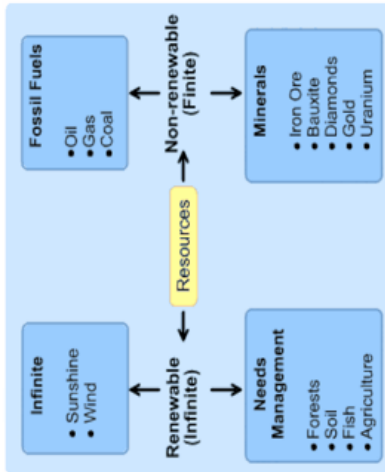 Infinite
• Sunshine
• Wind
Fossil Fuels
• Oil
• Gas
• Coal
Renewable
(Infinite)
Resources
Non-renewable
(Finite)
Needs
Management
• Forests
• Soil
• Fish
• Agriculture
Minerals
• Iron Ore
• Bauxite
• Diamonds
• Gold
• Uranium